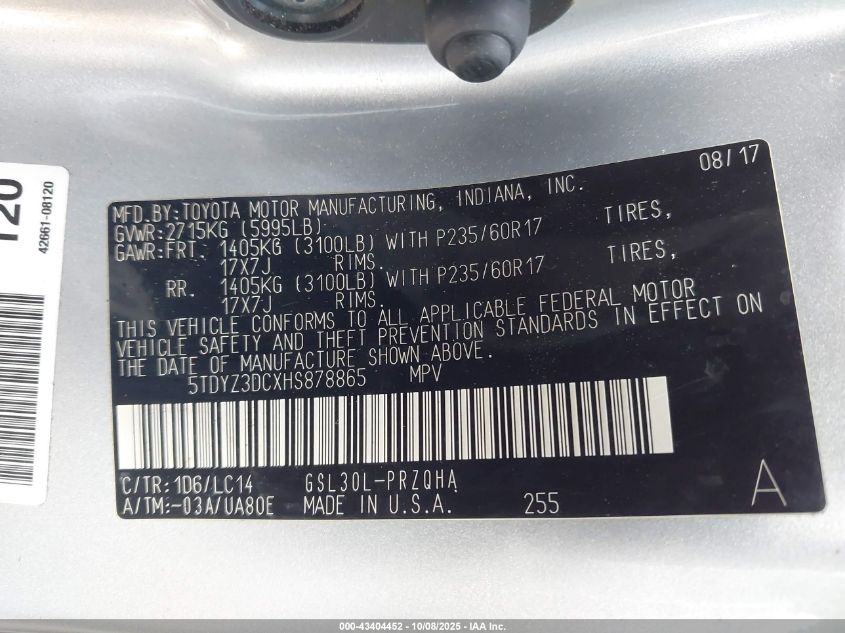 120
42661-08120
08/17
MFD.BY:TOYOTA MOTOR MANUFACTURING, INDIANA, INC.
GVWR:2715KG (5995LB)
GAWR:FRT. 1405KG (3100LB) WITH P235/60R17 TIRES,
17X7J RIMS.
RR. 1405KG (3100LB) WITH P235/60R17 TIRES,
17X7J RIMS.
THIS VEHICLE CONFORMS TO ALL APPLICABLE FEDERAL MOTOR
VEHICLE SAFETY AND THEFT PREVENTION STANDARDS IN EFFECT ON
THE DATE OF MANUFACTURE SHOWN ABOVE.
5TDYZ3DCXHS878865 MPV
C/TR:1D6/LC14 GSL30L-PRZQHA
A/TM:-03A/UA80E MADE IN U.S.A. 255
A
000-43404452 - 10/08/2025 - IAA Inc.